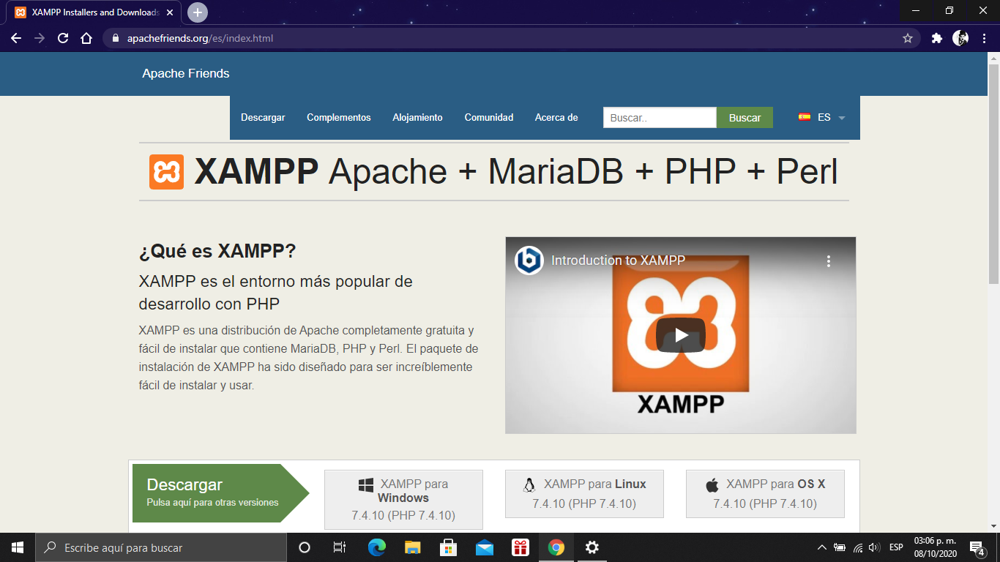 XAMPP Installers and Downloads
apachefriends.org/es/index.html
Apache Friends
Descargar Complementos Alojamiento Comunidad Acerca de Buscar.. Buscar ES
XAMPP Apache + MariaDB + PHP + Perl
¿Qué es XAMPP?
XAMPP es el entorno más popular de
desarrollo con PHP
XAMPP es una distribución de Apache completamente gratuita y
fácil de instalar que contiene MariaDB, PHP y Perl. El paquete de
instalación de XAMPP ha sido diseñado para ser increíblemente
fácil de instalar y usar.
Introduction to XAMPP
XAMPP
Descargar
Pulsa aquí para otras versiones
XAMPP para
Windows
7.4.10 (PHP 7.4.10)
XAMPP para Linux
7.4.10 (PHP 7.4.10)
XAMPP para OS X
7.4.10 (PHP 7.4.10)
Escribe aquí para buscar
ESP
03:06 p. m.
08/10/2020
4